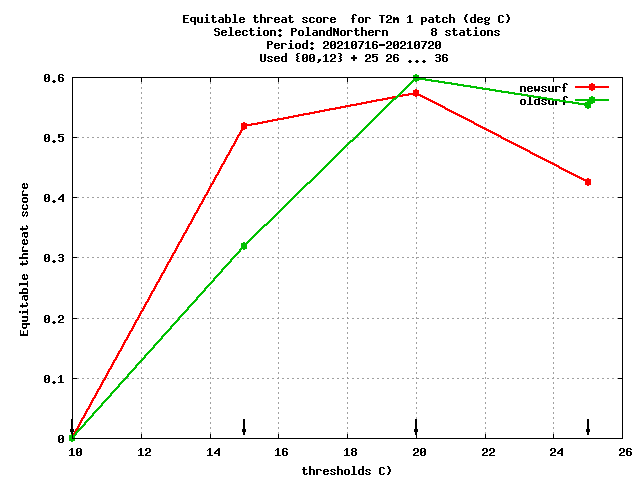 Equitable threat score for T2m 1 patch (deg C)
Selection: PolandNorthern 8 stations
Period: 20210716-20210720
Used {00,12} + 25 26 ... 36
newsurf
oldsurf
Equitable threat score
0.6
0.5
0.4
0.3
0.2
0.1
0
10 12 14 16 18 20 22 24 26
thresholds C)